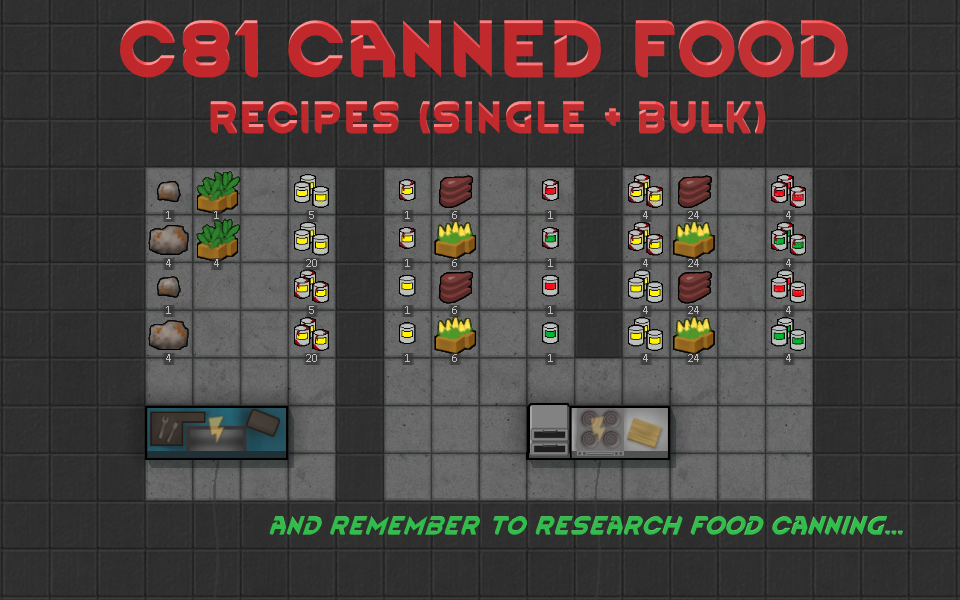 C81 CANNED FOOD
RECIPES (SINGLE + BULK)
1 1 5 1 6 1 4 24 4
4 4 20 1 6 1 4 24 4
1 5 1 6 1 4 24 4
4 20 1 6 1 4 24 4
AND REMEMBER TO RESEARCH FOOD CANNING...